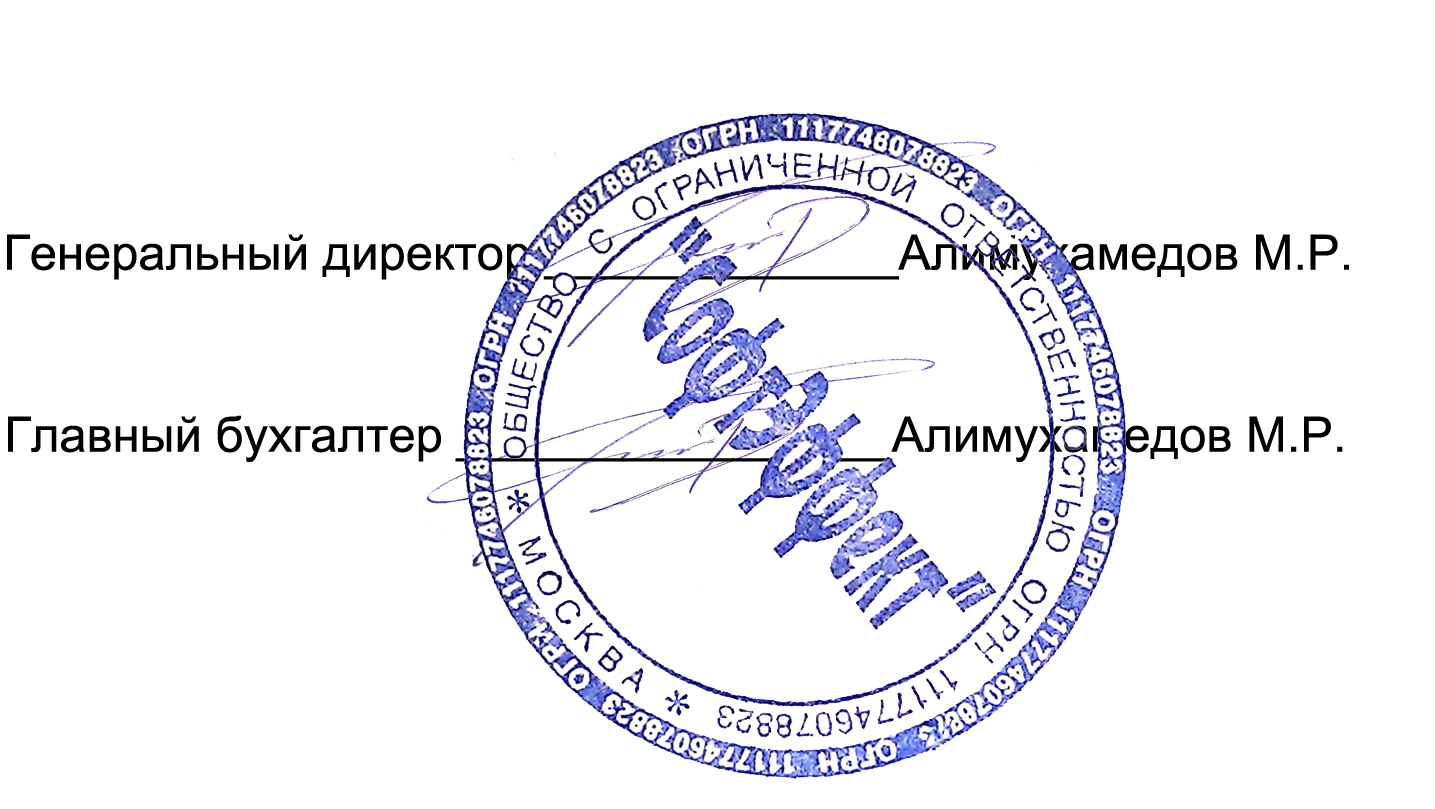 Генеральный директор ______________Алимухамедов М.Р.
Главный бухгалтер _________________Алимухамедов М.Р.
ОГРН 1117746078823 ОГРН 1117746078823 ОГРН 1117746078823 ОГРН 1117746078823 ОГРН 1117746078823 ОГРН 1117746078823
ОБЩЕСТВО С ОГРАНИЧЕННОЙ ОТВЕТСТВЕННОСТЬЮ ОГРН 1117746078823
* МОСКВА *
"СофЭффект"